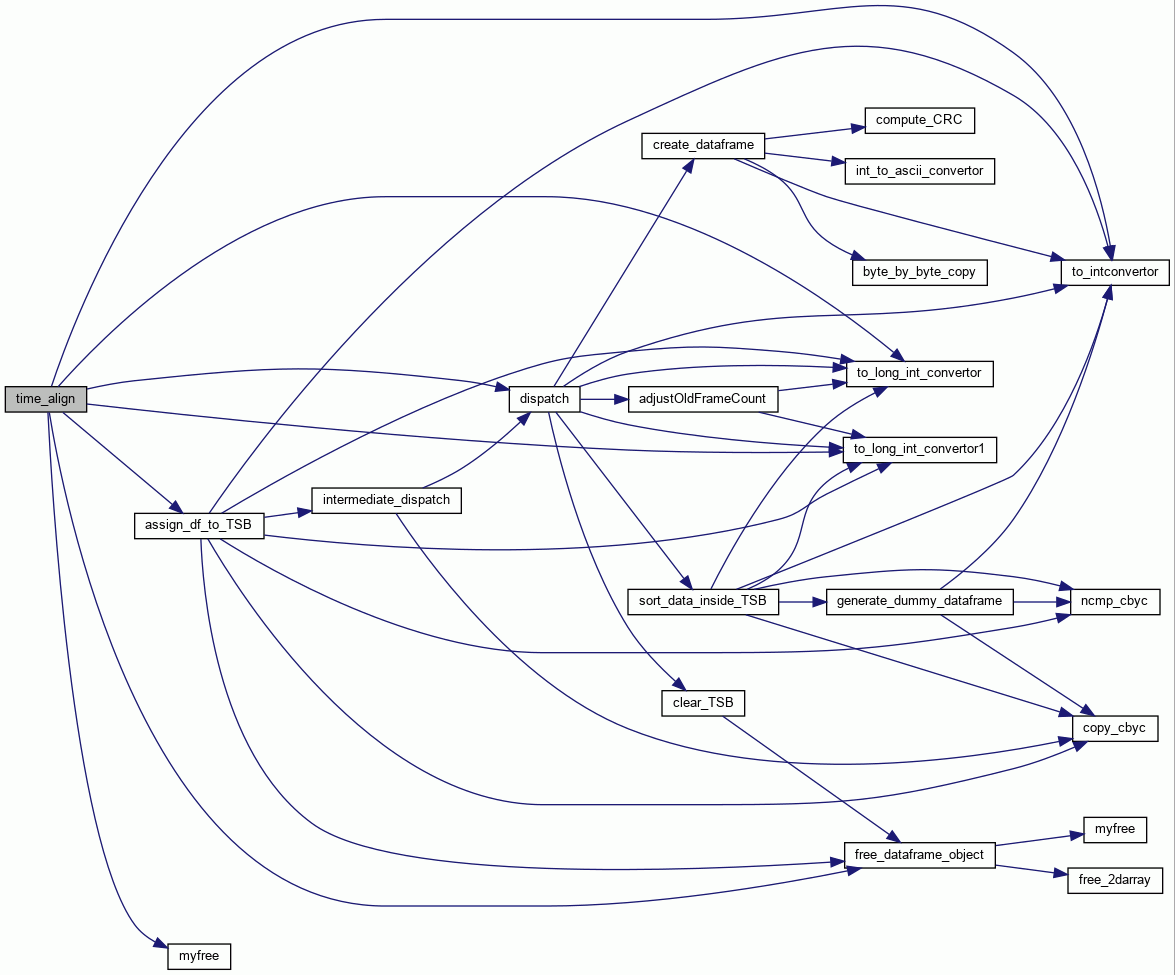 compute_CRC
create_dataframe
int_to_ascii_convertor
byte_by_byte_copy
to_intconvertor
to_long_int_convertor
time_align
dispatch
adjustOldFrameCount
to_long_int_convertor1
intermediate_dispatch
assign_df_to_TSB
sort_data_inside_TSB
generate_dummy_dataframe
ncmp_cbyc
clear_TSB
copy_cbyc
myfree
free_dataframe_object
free_2darray
myfree